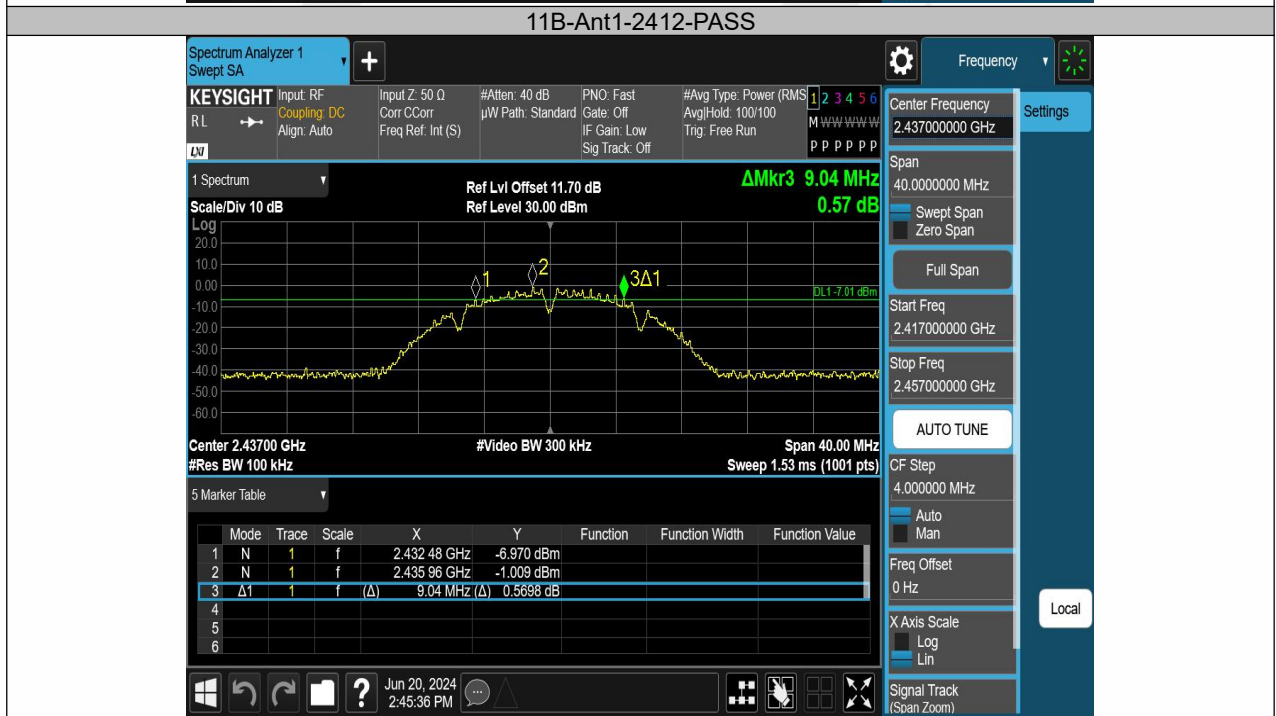 11B-Ant1-2412-PASS
Spectrum Analyzer 1
Swept SA
+
Frequency
KEYSIGHT
R L
LXI
Input: RF
Coupling: DC
Align: Auto
Input Z: 50 Ω
Corr CCorr
Freq Ref: Int (S)
#Atten: 40 dB
µW Path: Standard
PNO: Fast
Gate: Off
IF Gain: Low
Sig Track: Off
#Avg Type: Power (RMS
Avg|Hold: 100/100
Trig: Free Run
1 2 3 4 5 6
M W W W W W
P P P P P P
1 Spectrum
Scale/Div 10 dB
Ref Lvl Offset 11.70 dB
Ref Level 30.00 dBm
ΔMkr3 9.04 MHz
0.57 dB
Log
20.0
10.0
0.00
-10.0
-20.0
-30.0
-40.0
-50.0
-60.0
1
2
3Δ1
DL1 -7.01 dBm
Center 2.43700 GHz
#Res BW 100 kHz
#Video BW 300 kHz
Span 40.00 MHz
Sweep 1.53 ms (1001 pts)
5 Marker Table
Mode Trace Scale X Y Function Function Width Function Value
1 N 1 f 2.432 48 GHz -6.970 dBm
2 N 1 f 2.435 96 GHz -1.009 dBm
3 Δ1 1 f (Δ) 9.04 MHz (Δ) 0.5698 dB
4
5
6
Center Frequency
2.437000000 GHz
Span
40.0000000 MHz
Swept Span
Zero Span
Full Span
Start Freq
2.417000000 GHz
Stop Freq
2.457000000 GHz
AUTO TUNE
CF Step
4.000000 MHz
Auto
Man
Freq Offset
0 Hz
X Axis Scale
Log
Lin
Signal Track
(Span Zoom)
Settings
Local
?
Jun 20, 2024
2:45:36 PM